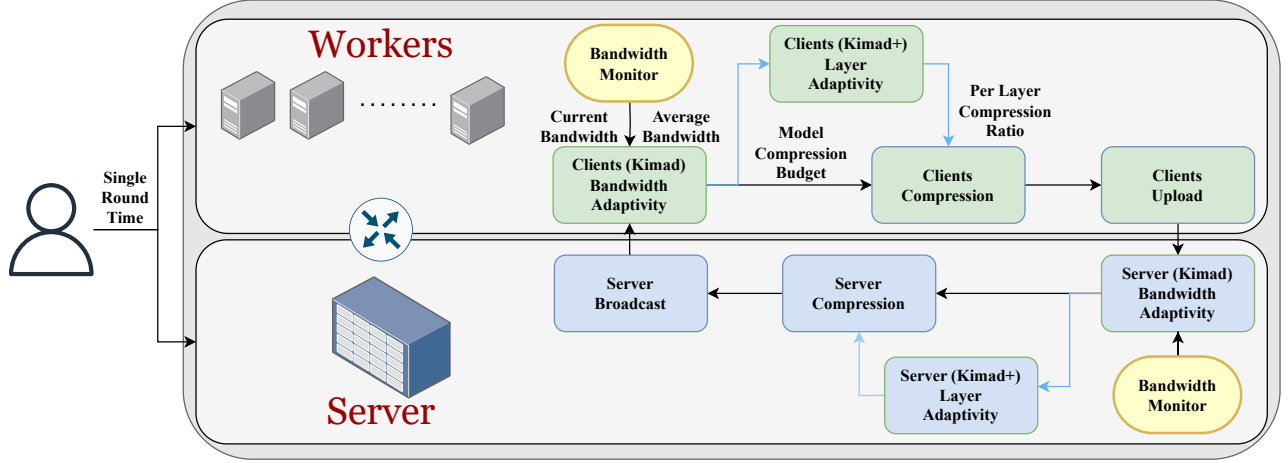 Workers
Bandwidth
Monitor
Clients (Kimad+)
Layer
Adaptivity
Current
Bandwidth
Average
Bandwidth
Per Layer
Compression
Ratio
Model
Compression
Budget
Clients (Kimad)
Bandwidth
Adaptivity
Clients
Compression
Clients
Upload
Single
Round
Time
Server
Broadcast
Server
Compression
Server (Kimad)
Bandwidth
Adaptivity
Server (Kimad+)
Layer
Adaptivity
Bandwidth
Monitor
Server